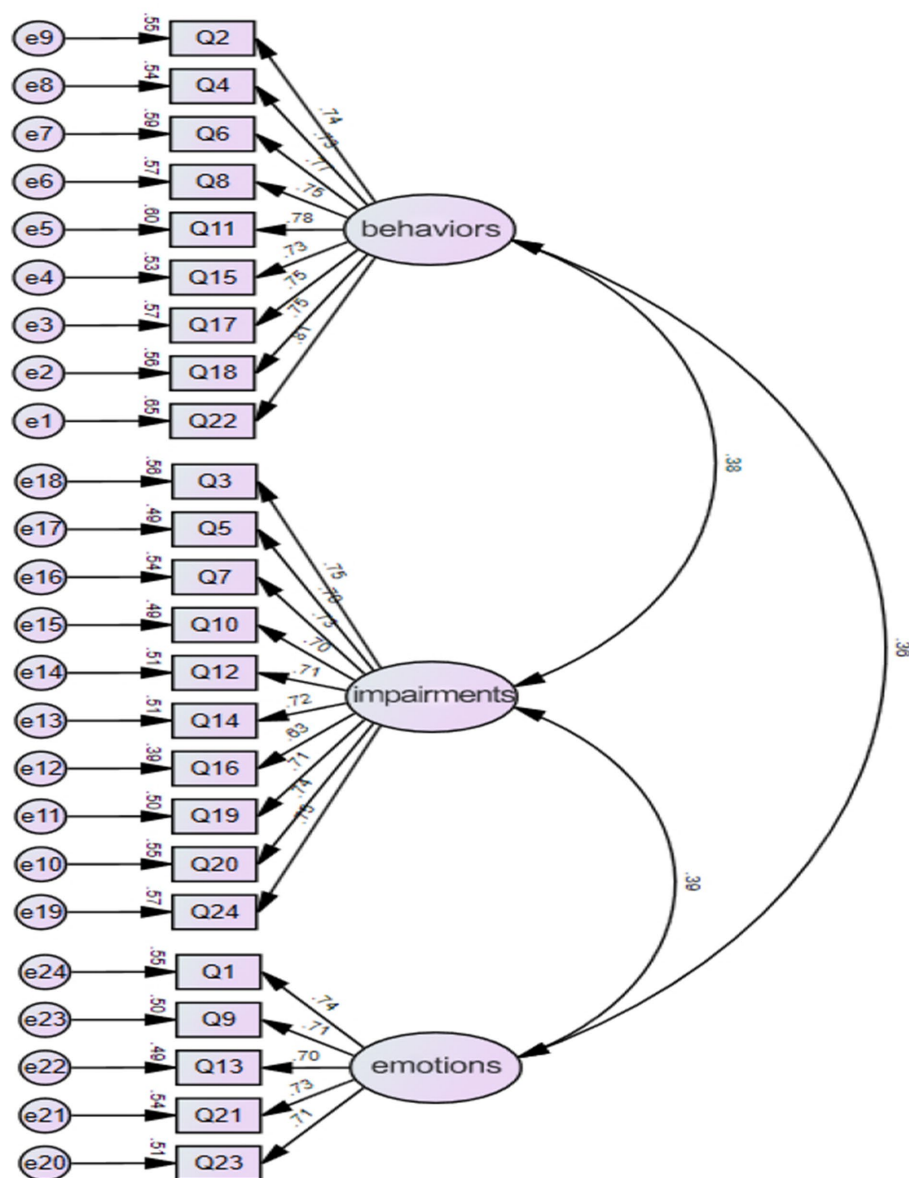 e9 .55 Q2
e8 .54 Q4
e7 .59 Q6
e6 .57 Q8
e5 .60 Q11
e4 .53 Q15
e3 .57 Q17
e2 .56 Q18
e1 .65 Q22
.74
.73
.77
.75
.78
.73
.75
.75
.81
behaviors
e18 .56 Q3
e17 .49 Q5
e16 .54 Q7
e15 .49 Q10
e14 .51 Q12
e13 .51 Q14
e12 .39 Q16
e11 .50 Q19
e10 .55 Q20
e19 .57 Q24
.75
.70
.73
.70
.71
.72
.63
.71
.74
impairments
e24 .55 Q1
e23 .50 Q9
e22 .49 Q13
e21 .54 Q21
e20 .51 Q23
.74
.71
.70
.73
.71
emotions
.38
.39
.36